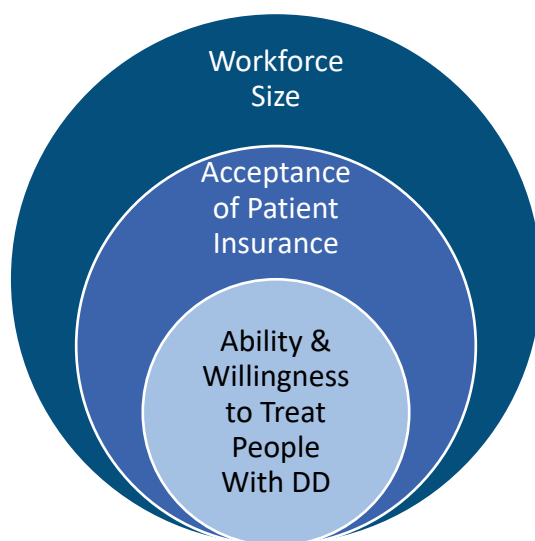 Workforce
Size
Acceptance
of Patient
Insurance
Ability &
Willingness
to Treat
People
With DD